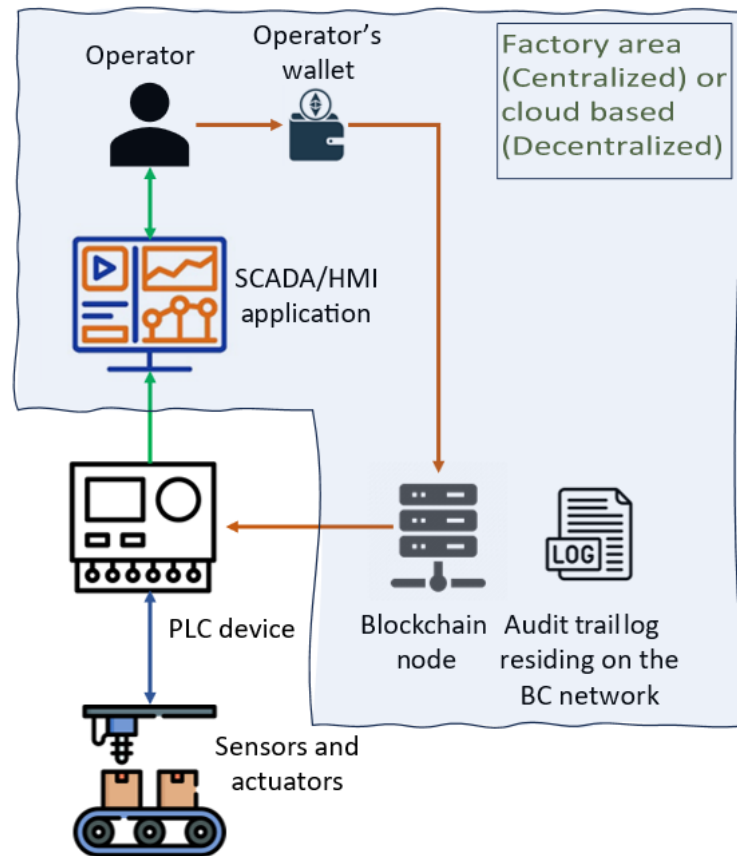 Operator
Operator's
wallet
Factory area
(Centralized) or
cloud based
(Decentralized)
SCADA/HMI
application
PLC device
Blockchain
node
LOG
Audit trail log
residing on the
BC network
Sensors and
actuators